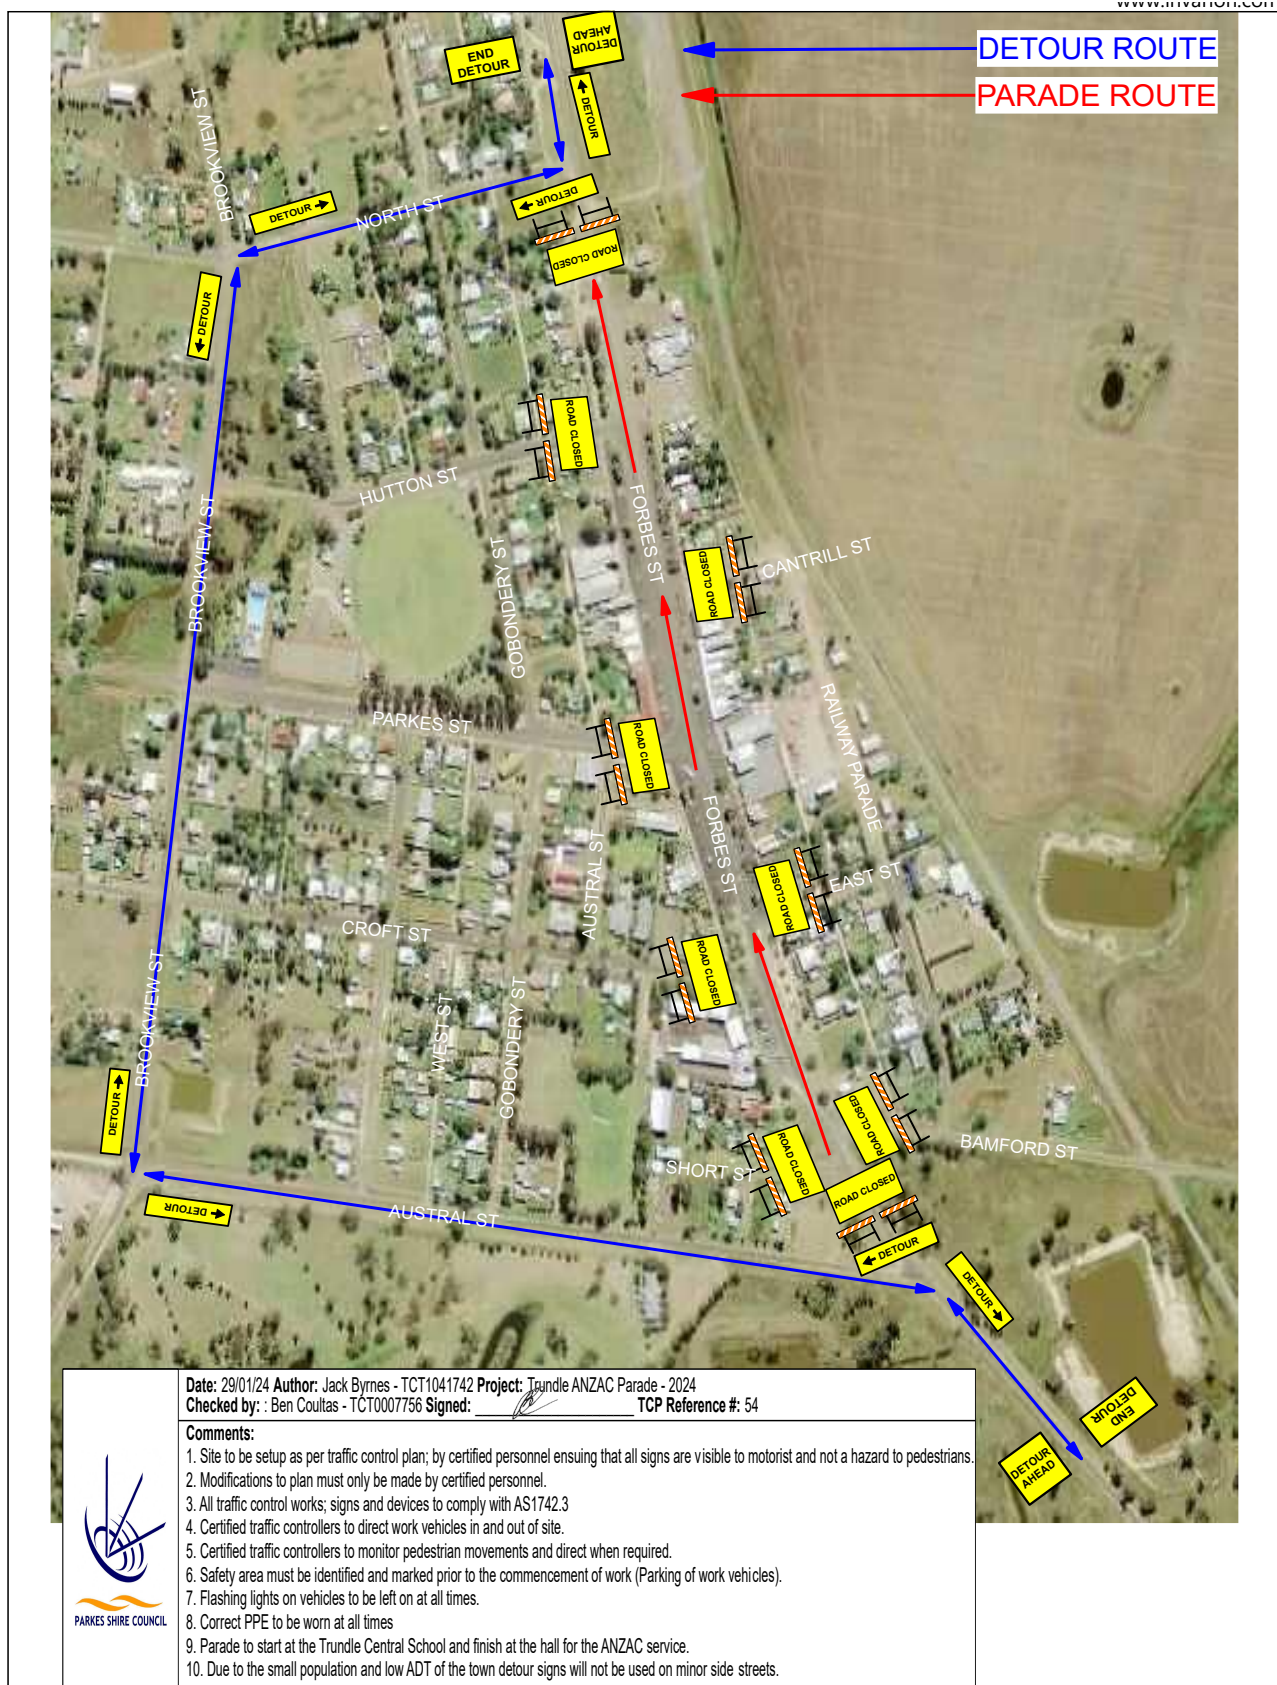 www.invarion.com
DETOUR ROUTE
PARADE ROUTE
DETOUR
AHEAD
END
DETOUR
DETOUR
BROOKVIEW ST
DETOUR
NORTH ST
DETOUR
ROAD CLOSED
DETOUR
ROAD CLOSED
HUTTON ST
FORBES ST
BROOKVIEW ST
GOBONDERY ST
ROAD CLOSED
CANTRILL ST
PARKES ST
ROAD CLOSED
RAILWAY PARADE
FORBES ST
AUSTRAL ST
ROAD CLOSED
EAST ST
CROFT ST
ROAD CLOSED
BROOKVIEW ST
WEST ST
GOBONDERY ST
DETOUR
ROAD CLOSED
BAMFORD ST
SHORT ST
ROAD CLOSED
ROAD CLOSED
DETOUR
AUSTRAL ST
DETOUR
DETOUR
END
DETOUR
DETOUR
AHEAD
Date: 29/01/24 Author: Jack Byrnes - TCT1041742 Project: Trundle ANZAC Parade - 2024
Checked by: : Ben Coultas - TCT0007756 Signed: TCP Reference #: 54
Comments:
1. Site to be setup as per traffic control plan; by certified personnel ensuring that all signs are visible to motorist and not a hazard to pedestrians.
2. Modifications to plan must only be made by certified personnel.
3. All traffic control works; signs and devices to comply with AS1742.3
4. Certified traffic controllers to direct work vehicles in and out of site.
5. Certified traffic controllers to monitor pedestrian movements and direct when required.
6. Safety area must be identified and marked prior to the commencement of work (Parking of work vehicles).
7. Flashing lights on vehicles to be left on at all times.
8. Correct PPE to be worn at all times
9. Parade to start at the Trundle Central School and finish at the hall for the ANZAC service.
10. Due to the small population and low ADT of the town detour signs will not be used on minor side streets.
PARKES SHIRE COUNCIL